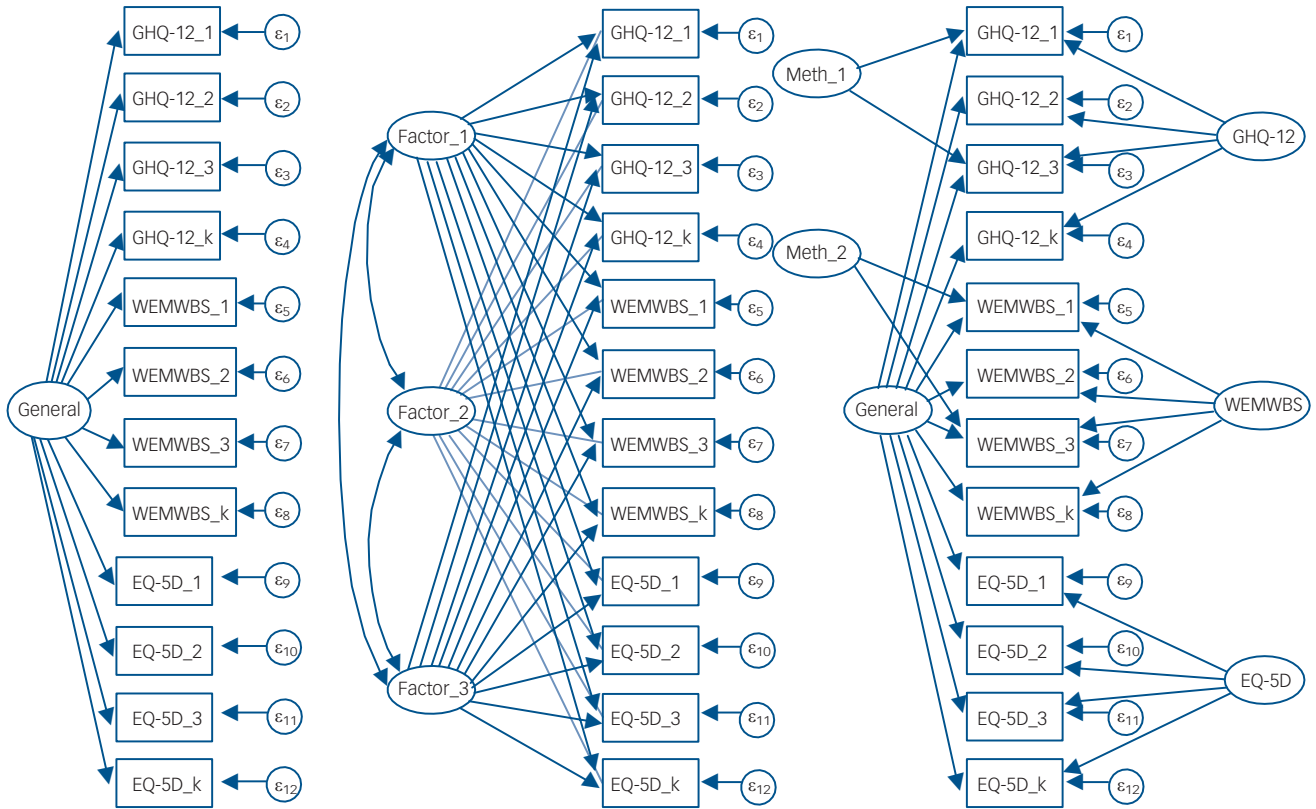 General
GHQ-12_1
ε1
GHQ-12_2
ε2
GHQ-12_3
ε3
GHQ-12_k
ε4
WEMWBS_1
ε5
WEMWBS_2
ε6
WEMWBS_3
ε7
WEMWBS_k
ε8
EQ-5D_1
ε9
EQ-5D_2
ε10
EQ-5D_3
ε11
EQ-5D_k
ε12
Factor_1
Factor_2
Factor_3
GHQ-12_1
ε1
GHQ-12_2
ε2
GHQ-12_3
ε3
GHQ-12_k
ε4
WEMWBS_1
ε5
WEMWBS_2
ε6
WEMWBS_3
ε7
WEMWBS_k
ε8
EQ-5D_1
ε9
EQ-5D_2
ε10
EQ-5D_3
ε11
EQ-5D_k
ε12
Meth_1
Meth_2
General
GHQ-12_1
ε1
GHQ-12_2
ε2
GHQ-12_3
ε3
GHQ-12_k
ε4
WEMWBS_1
ε5
WEMWBS_2
ε6
WEMWBS_3
ε7
WEMWBS_k
ε8
EQ-5D_1
ε9
EQ-5D_2
ε10
EQ-5D_3
ε11
EQ-5D_k
ε12
GHQ-12
WEMWBS
EQ-5D